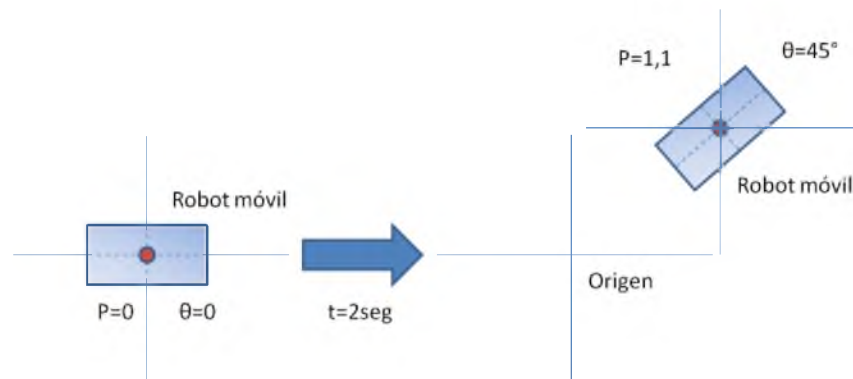 Robot móvil
P=0
θ=0
t=2seg
P=1,1
θ=45°
Robot móvil
Origen